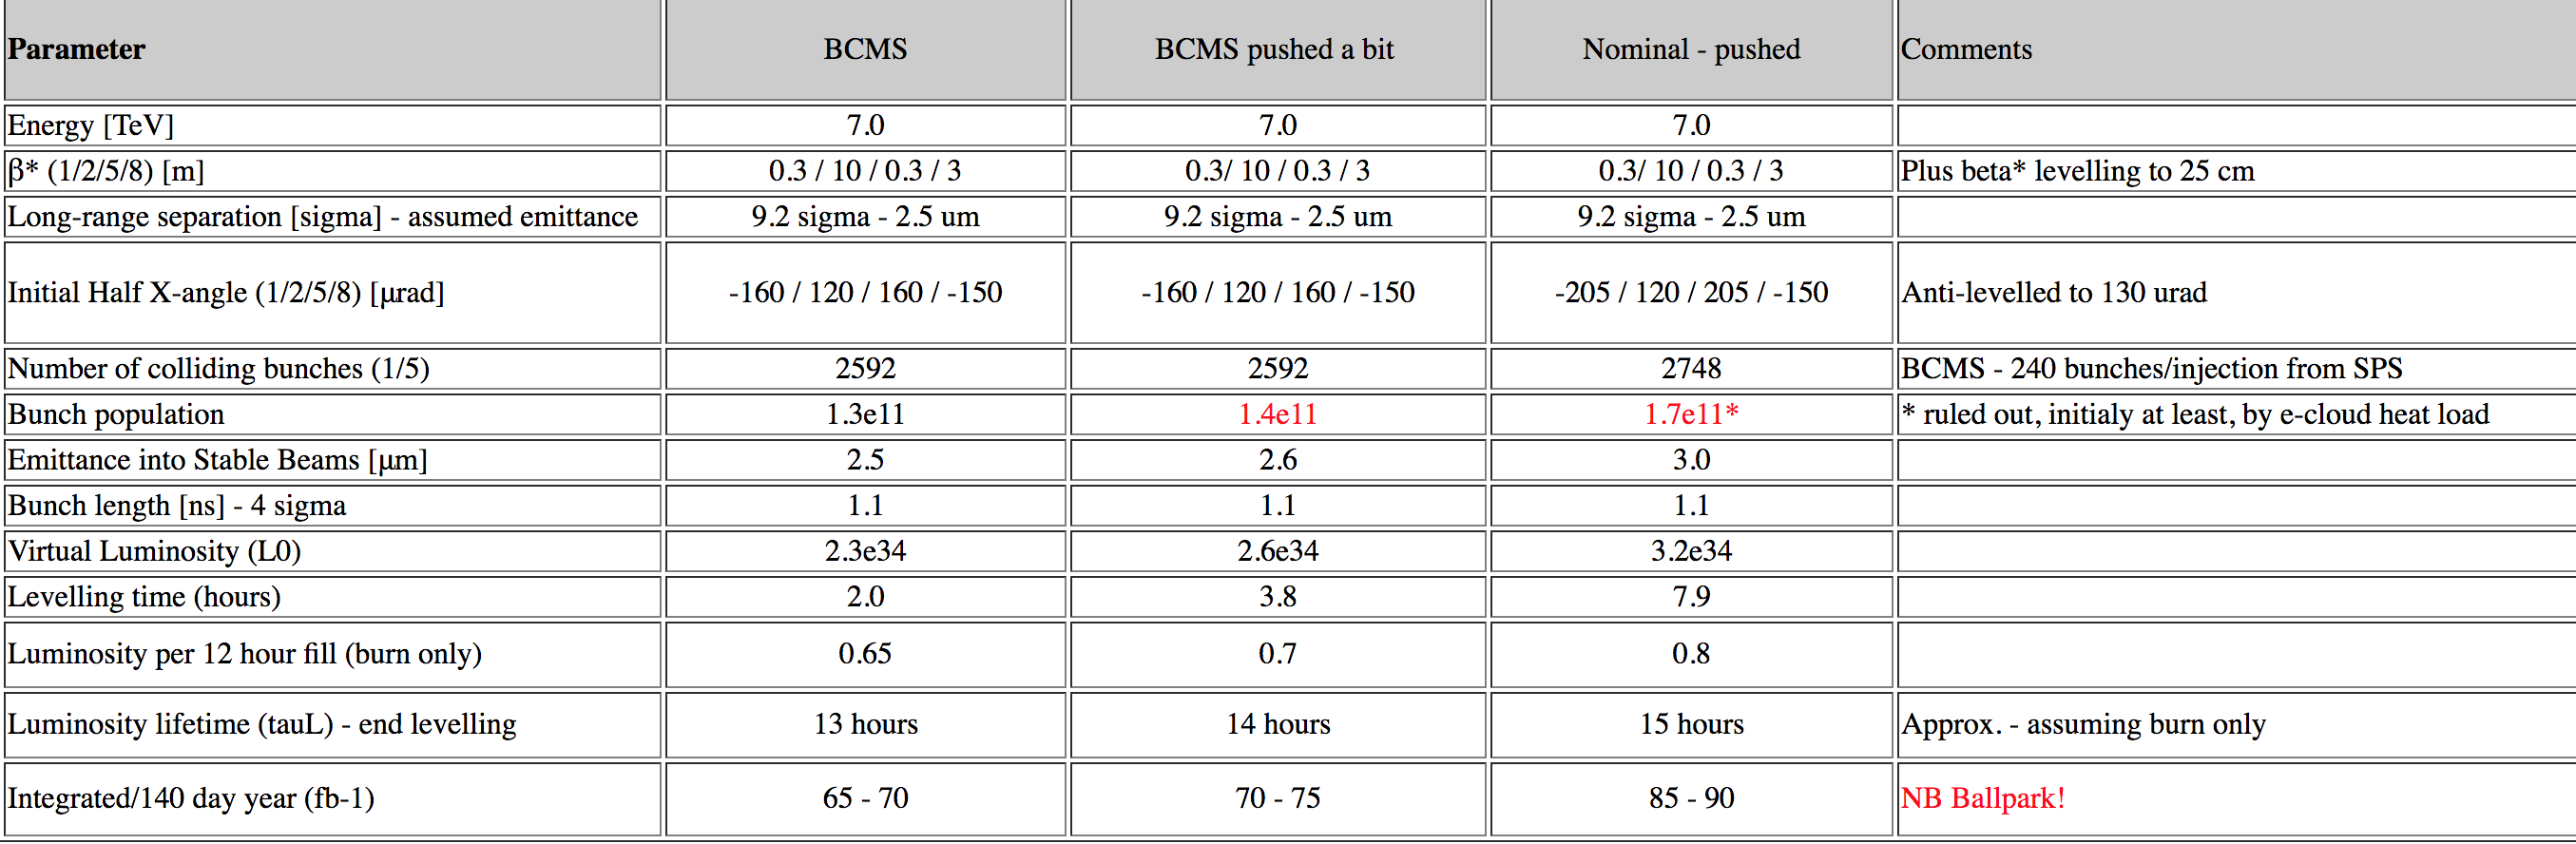 Parameter BCMS BCMS pushed a bit Nominal - pushed Comments
Energy [TeV] 7.0 7.0 7.0
β* (1/2/5/8) [m] 0.3 / 10 / 0.3 / 3 0.3/ 10 / 0.3 / 3 0.3/ 10 / 0.3 / 3 Plus beta* levelling to 25 cm
Long-range separation [sigma] - assumed emittance 9.2 sigma - 2.5 um 9.2 sigma - 2.5 um 9.2 sigma - 2.5 um
Initial Half X-angle (1/2/5/8) [µrad] -160 / 120 / 160 / -150 -160 / 120 / 160 / -150 -205 / 120 / 205 / -150 Anti-levelled to 130 urad
Number of colliding bunches (1/5) 2592 2592 2748 BCMS - 240 bunches/injection from SPS
Bunch population 1.3e11 1.4e11 1.7e11* * ruled out, initialy at least, by e-cloud heat load
Emittance into Stable Beams [µm] 2.5 2.6 3.0
Bunch length [ns] - 4 sigma 1.1 1.1 1.1
Virtual Luminosity (L0) 2.3e34 2.6e34 3.2e34
Levelling time (hours) 2.0 3.8 7.9
Luminosity per 12 hour fill (burn only) 0.65 0.7 0.8
Luminosity lifetime (tauL) - end levelling 13 hours 14 hours 15 hours Approx. - assuming burn only
Integrated/140 day year (fb-1) 65 - 70 70 - 75 85 - 90 NB Ballpark!